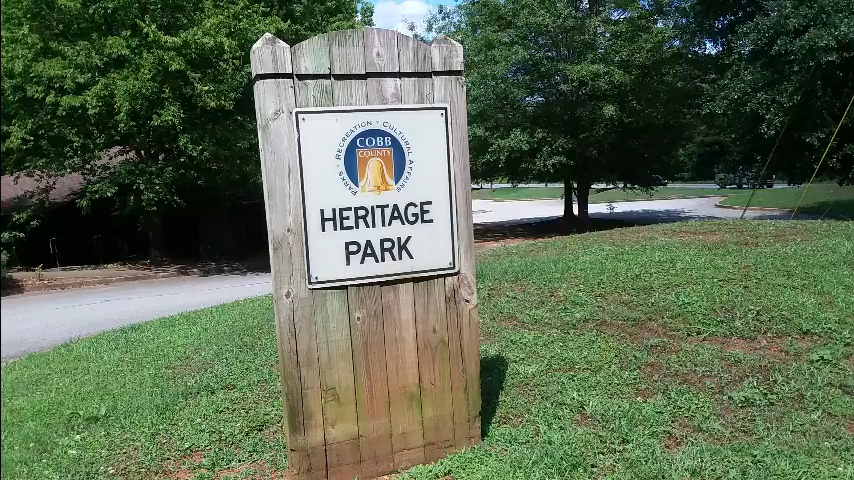 PARKS · RECREATION · CULTURAL AFFAIRS
COBB
COUNTY
HERITAGE
PARK